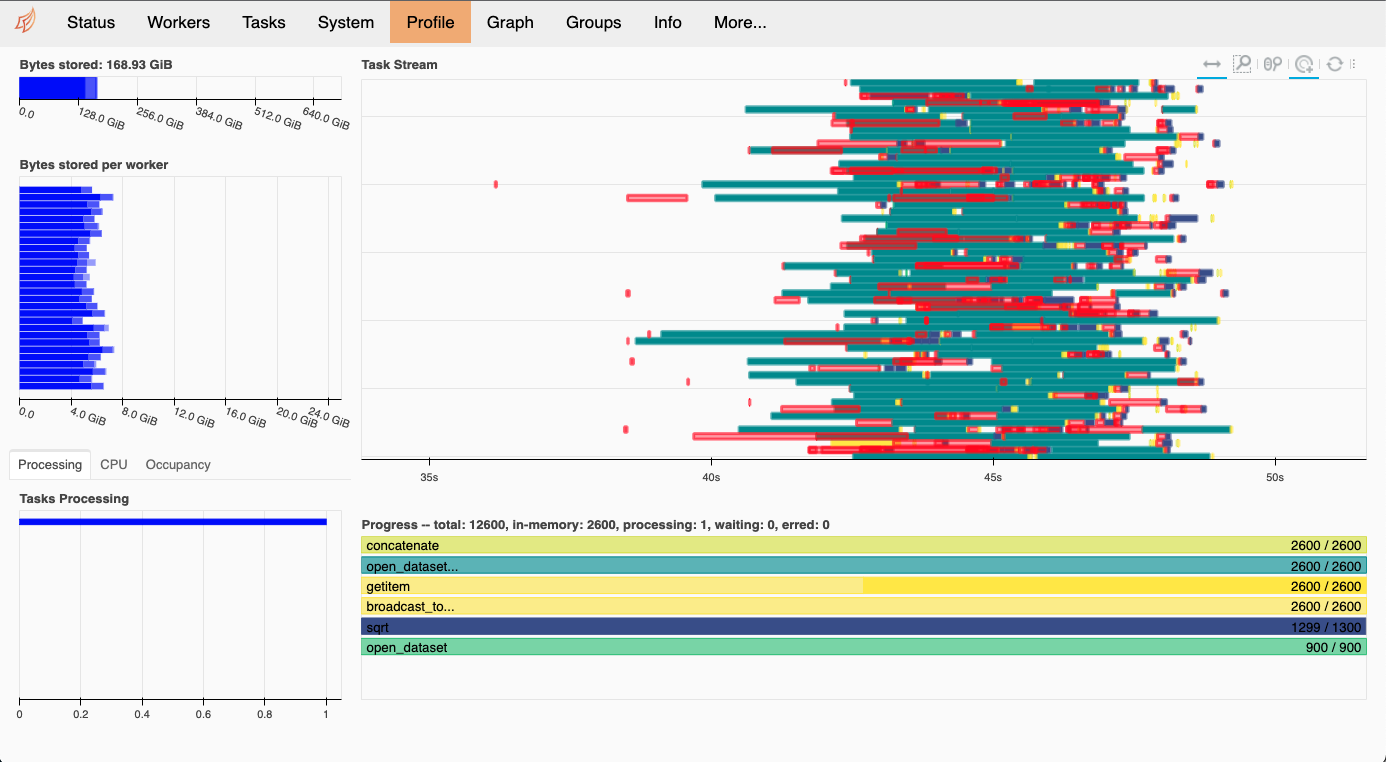 Status Workers Tasks System Profile Graph Groups Info More...
Bytes stored: 168.93 GiB
0.0 128.0 GiB 256.0 GiB 384.0 GiB 512.0 GiB 640.0 GiB
Bytes stored per worker
0.0 4.0 GiB 8.0 GiB 12.0 GiB 16.0 GiB 20.0 GiB 24.0 GiB
Processing CPU Occupancy
Tasks Processing
0 0.2 0.4 0.6 0.8 1
Task Stream
35s 40s 45s 50s
Progress -- total: 12600, in-memory: 2600, processing: 1, waiting: 0, erred: 0
concatenate 2600 / 2600
open_dataset... 2600 / 2600
getitem 2600 / 2600
broadcast_to... 2600 / 2600
sqrt 1299 / 1300
open_dataset 900 / 900